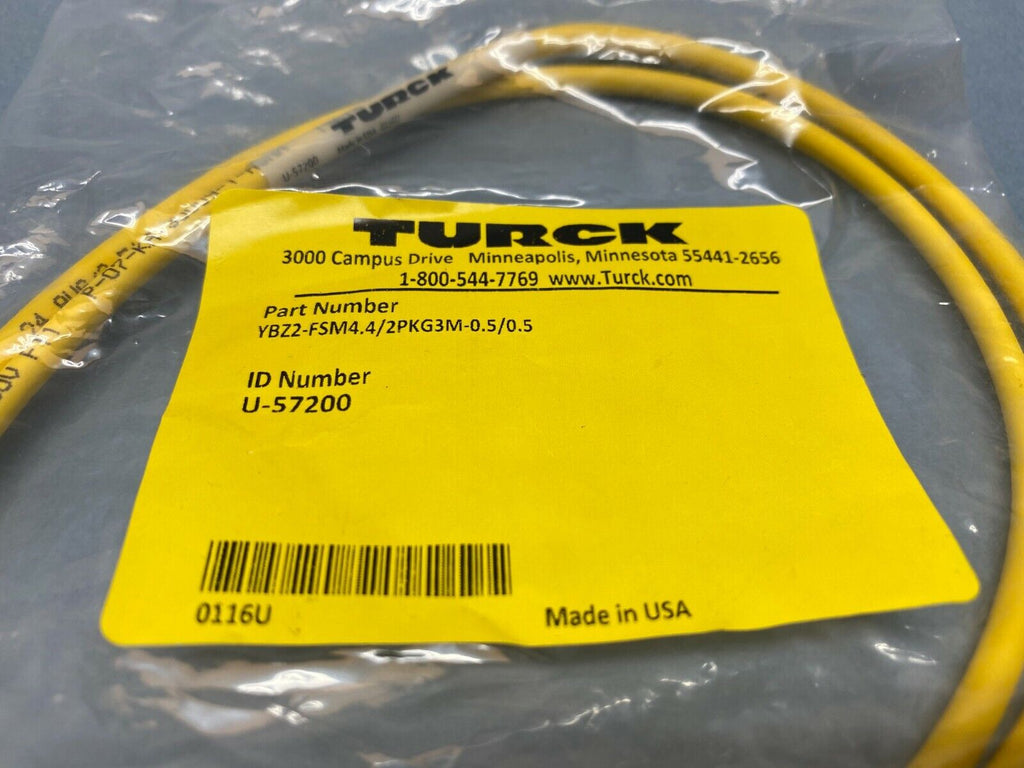 TURCK
U-57200
TURCK
3000 Campus Drive Minneapolis, Minnesota 55441-2656
1-800-544-7769 www.Turck.com
Part Number
YBZ2-FSM4.4/2PKG3M-0.5/0.5
ID Number
U-57200
0116U
Made in USA